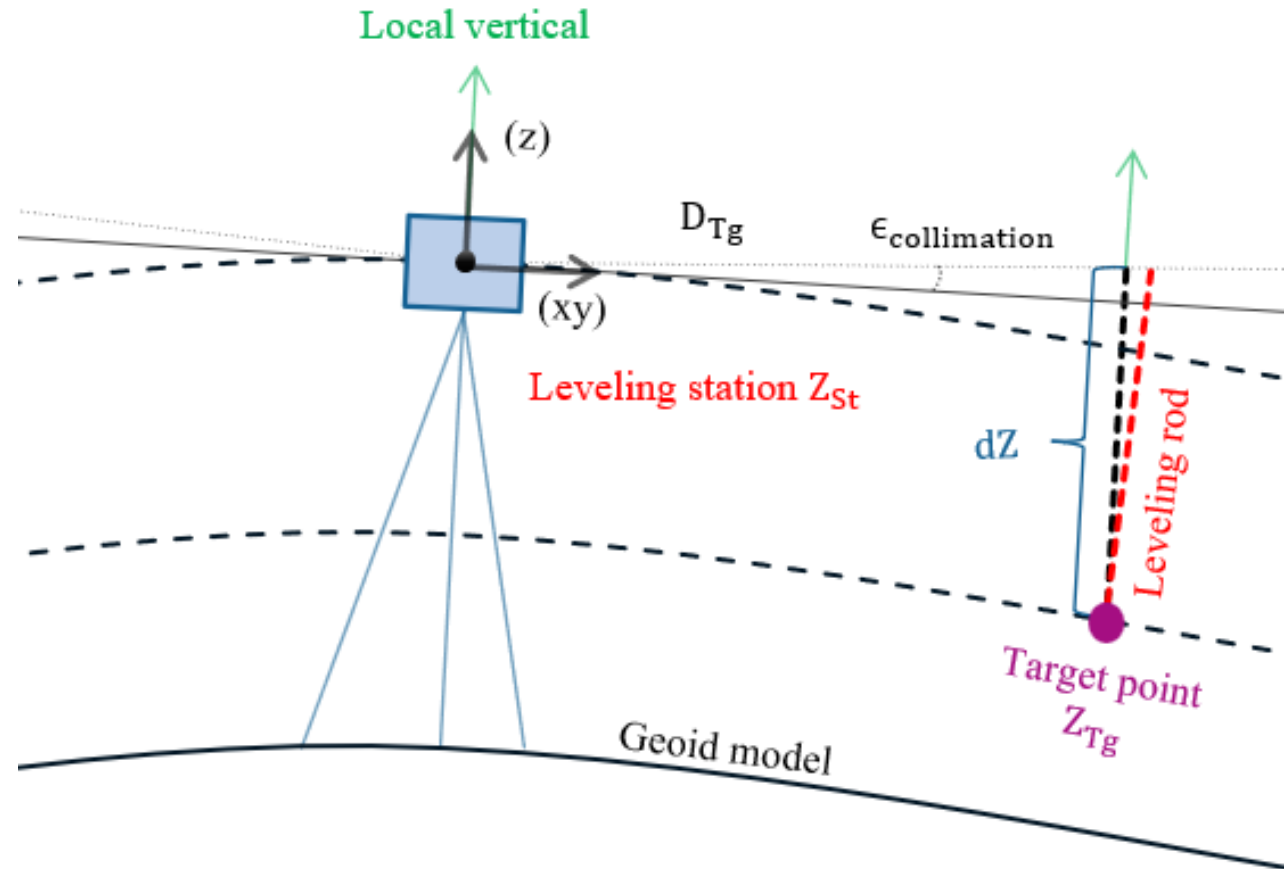 Local vertical
(z)
D_Tg
ϵ_collimation
(xy)
Leveling station Z_St
dZ
Leveling rod
Target point
Z_Tg
Geoid model